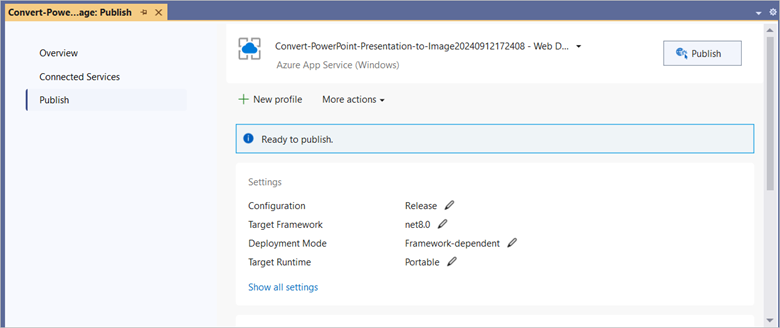 Convert-Powe...age: Publish
Overview
Connected Services
Publish
Convert-PowerPoint-Presentation-to-Image20240912172408 - Web D...
Azure App Service (Windows)
Publish
New profile
More actions
Ready to publish.
Settings
Configuration Release
Target Framework net8.0
Deployment Mode Framework-dependent
Target Runtime Portable
Show all settings